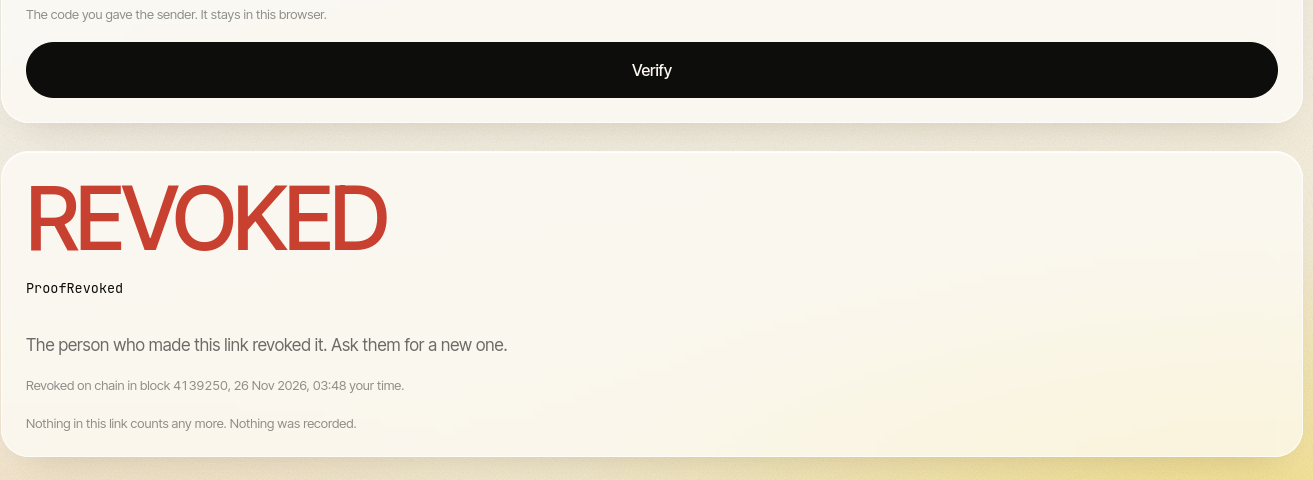 The code you gave the sender. It stays in this browser.
Verify
REVOKED
ProofRevoked
The person who made this link revoked it. Ask them for a new one.
Revoked on chain in block 4139250, 26 Nov 2026, 03:48 your time.
Nothing in this link counts any more. Nothing was recorded.